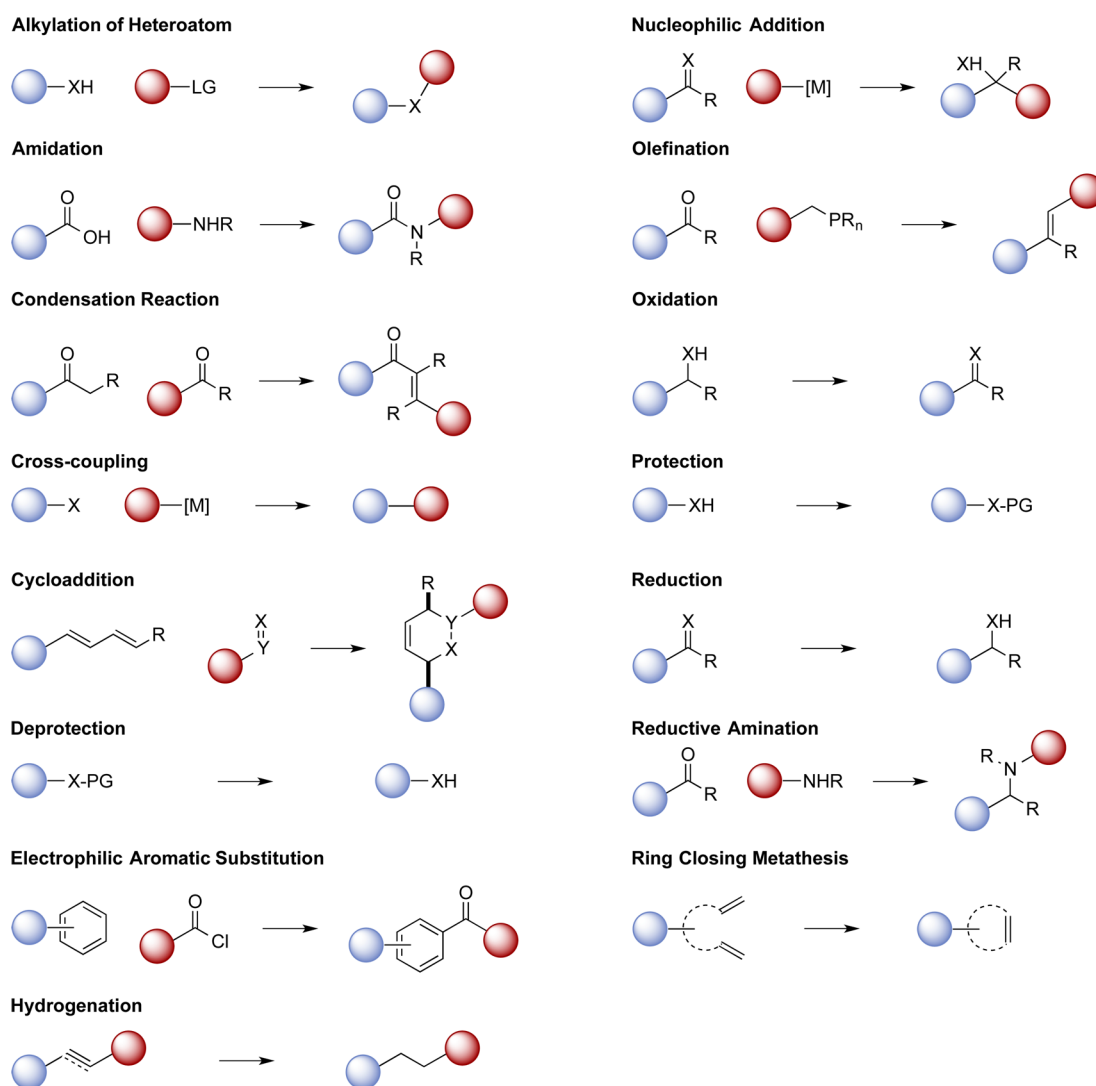 Alkylation of Heteroatom
XH LG X
Amidation
O OH NHR O N R
Condensation Reaction
O R O R O R R
Cross-coupling
X [M]
Cycloaddition
R X Y R Y X
Deprotection
X-PG XH
Electrophilic Aromatic Substitution
O Cl O
Hydrogenation
Nucleophilic Addition
X R [M] XH R
Olefination
O R PRn R
Oxidation
XH R X R
Protection
XH X-PG
Reduction
X R XH R
Reductive Amination
O R NHR R N R
Ring Closing Metathesis